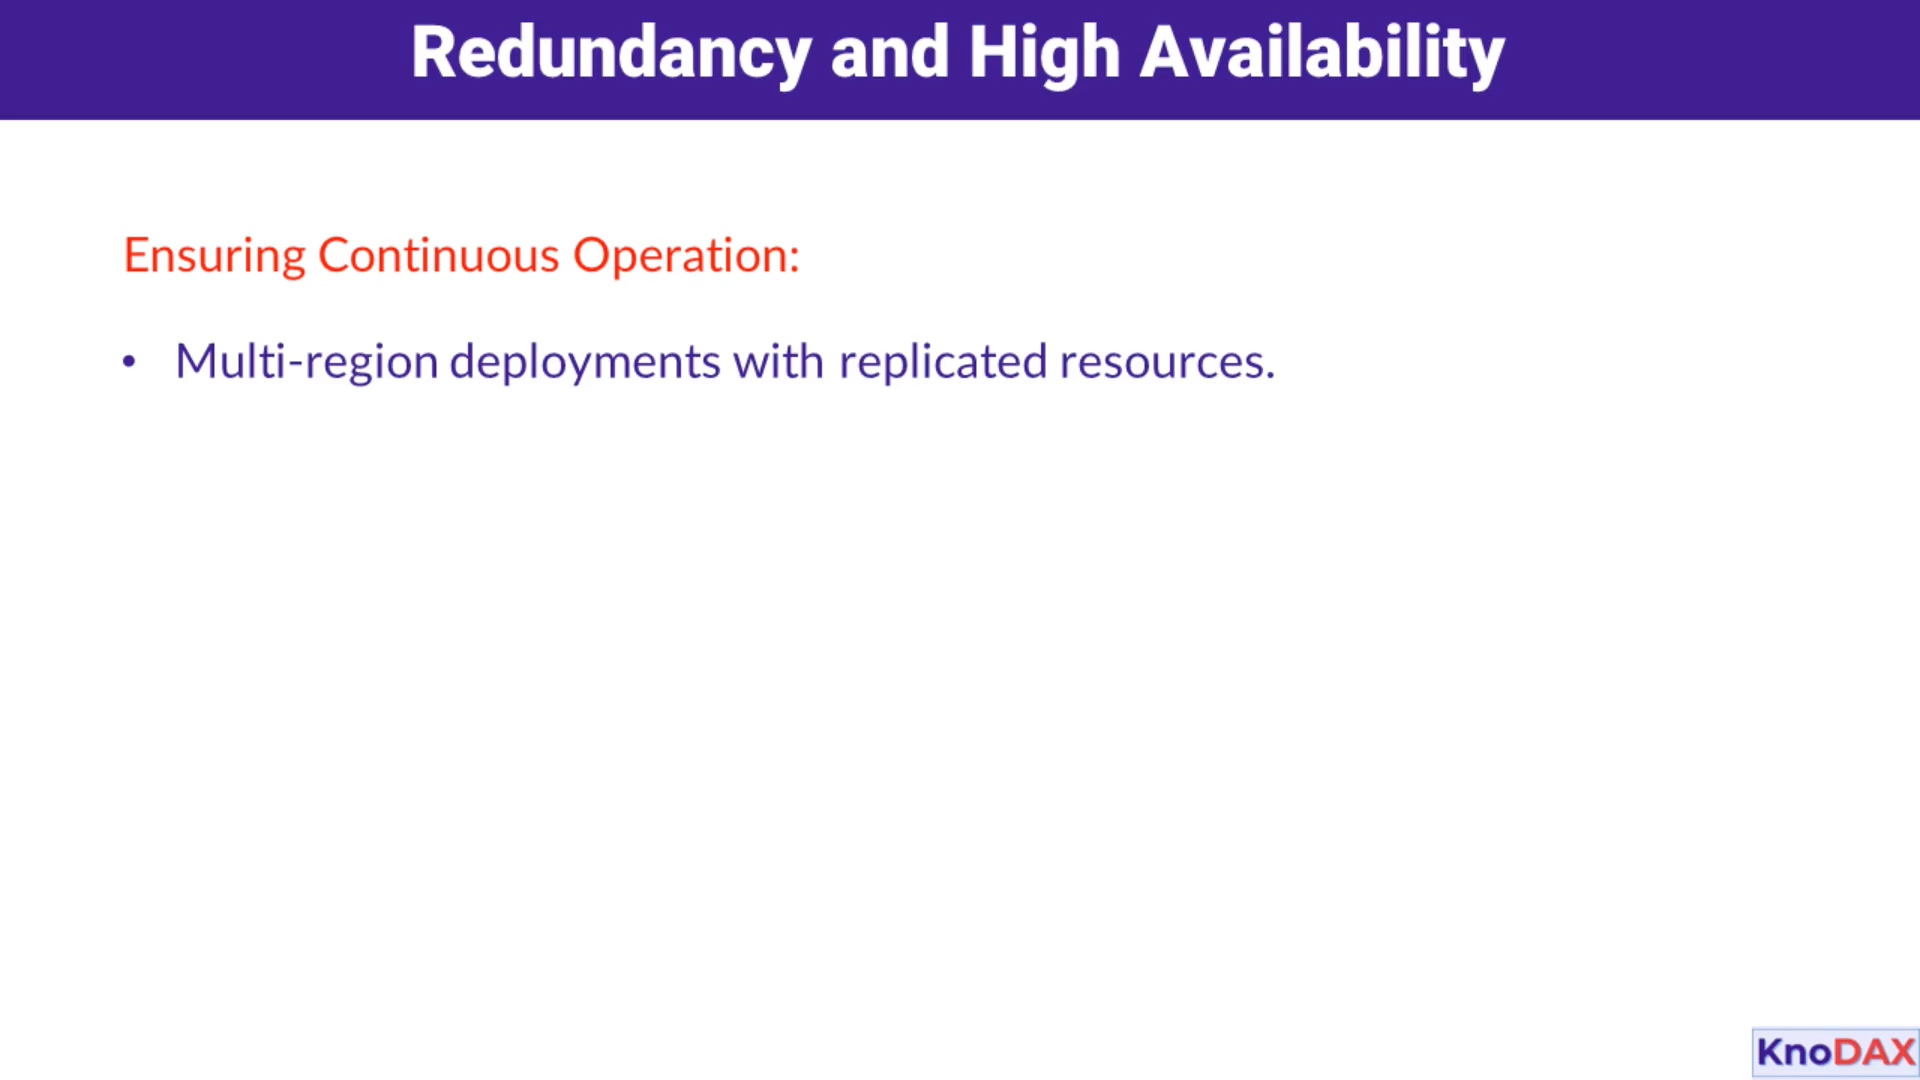 Redundancy and High Availability
Ensuring Continuous Operation:
• Multi-region deployments with replicated resources.
KnoDAX